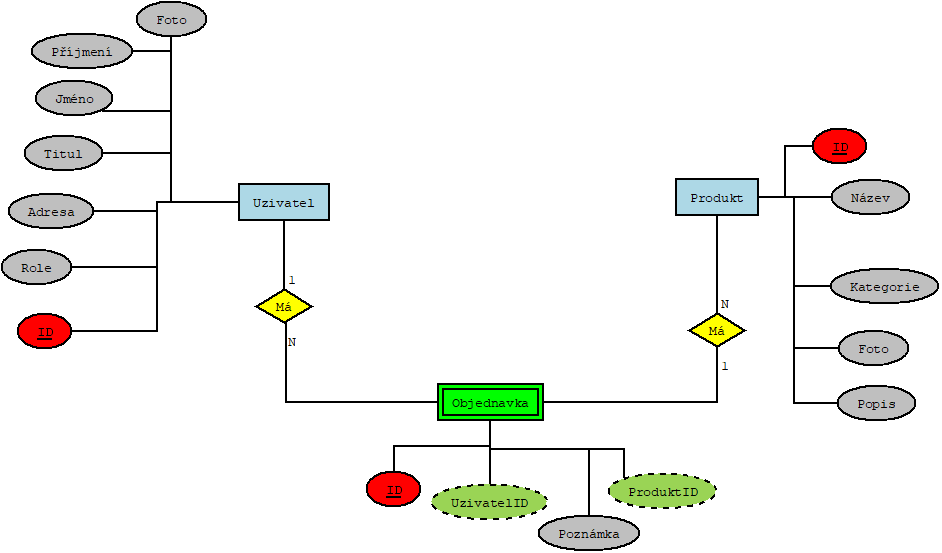 Foto
Příjmení
Jméno
Titul
Adresa
Role
ID
Uzivatel
1
Má
N
Produkt
ID
Název
Kategorie
Foto
Popis
N
Má
1
Objednavka
ID
UzivatelID
Poznámka
ProduktID